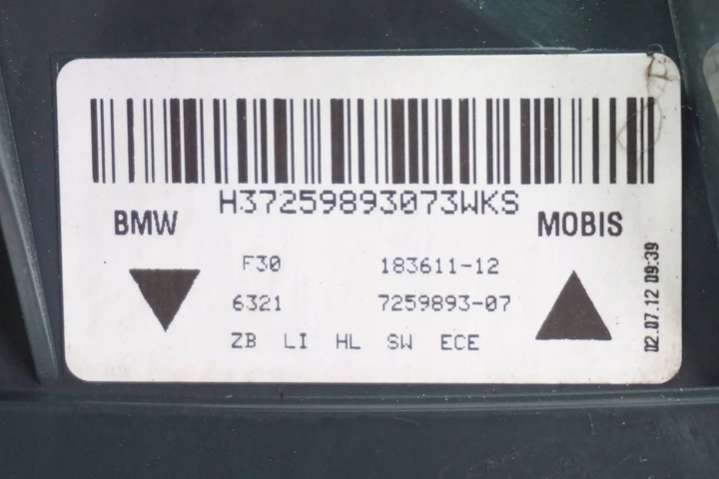 H37259893073WKS
BMW MOBIS
F30 183611-12
6321 7259893-07
ZB LI HL SW ECE
02.07.12 09:39